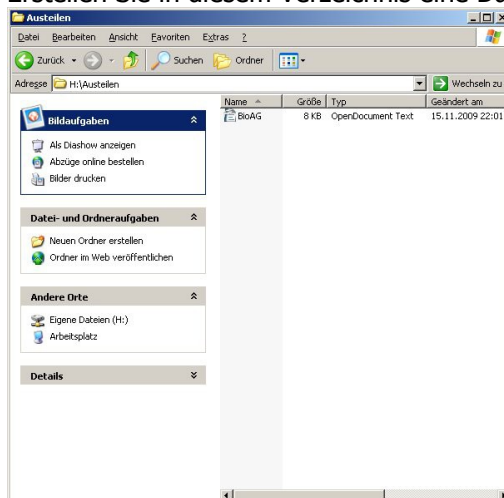 Erstellen Sie in diesem Verzeichnis eine
Austeilen
Datei Bearbeiten Ansicht Favoriten Extras ?
Zurück Suchen Ordner
Adresse H:\Austeilen Wechseln zu
Name Größe Typ Geändert am
BioAG 8 KB OpenDocument Text 15.11.2009 22:01
Bildaufgaben
Als Diashow anzeigen
Abzüge online bestellen
Bilder drucken
Datei- und Ordneraufgaben
Neuen Ordner erstellen
Ordner im Web veröffentlichen
Andere Orte
Eigene Dateien (H:)
Arbeitsplatz
Details